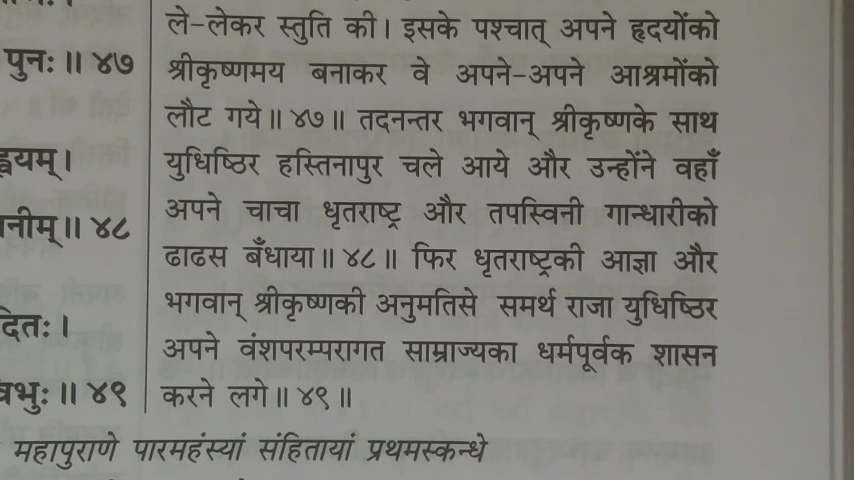 ले-लेकर स्तुति की। इसके पश्चात् अपने हृदयोंको
पुनः॥ ४७
श्रीकृष्णमय बनाकर वे अपने-अपने आश्रमोंको
लौट गये॥ ४७॥ तदनन्तर भगवान् श्रीकृष्णके साथ
ह्वयम्।
युधिष्ठिर हस्तिनापुर चले आये और उन्होंने वहाँ
अपने चाचा धृतराष्ट्र और तपस्विनी गान्धारीको
नीम्॥ ४८
ढाढस बँधाया॥ ४८॥ फिर धृतराष्ट्रकी आज्ञा और
भगवान् श्रीकृष्णकी अनुमतिसे समर्थ राजा युधिष्ठिर
दितः।
अपने वंशपरम्परागत साम्राज्यका धर्मपूर्वक शासन
भुः॥ ४९
करने लगे॥ ४९॥
महापुराणे पारमहंस्यां संहितायां प्रथमस्कन्धे